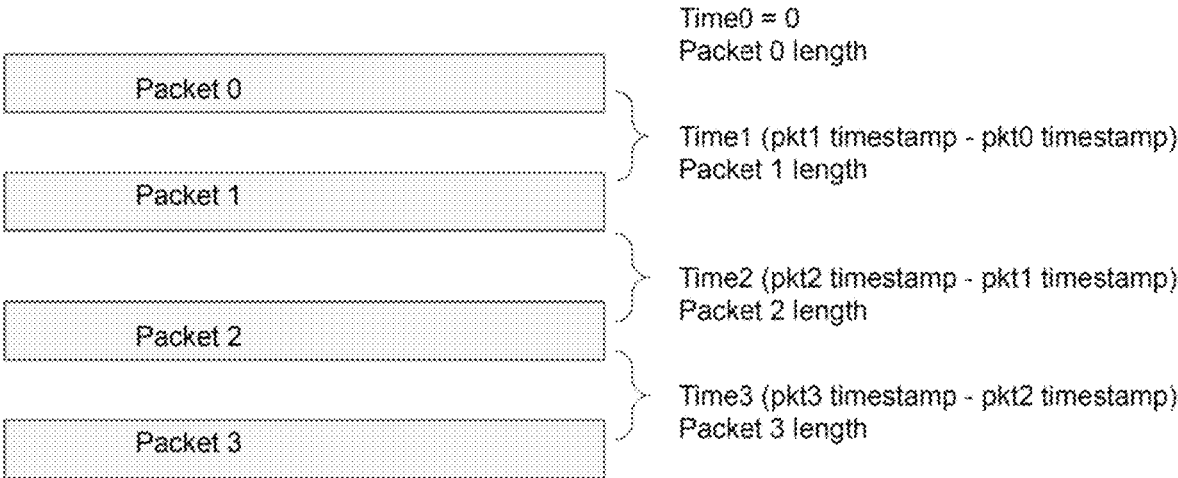 Time0 = 0
Packet 0 length
Packet 0
Time1 (pkt1 timestamp - pkt0 timestamp)
Packet 1 length
Packet 1
Time2 (pkt2 timestamp - pkt1 timestamp)
Packet 2 length
Packet 2
Time3 (pkt3 timestamp - pkt2 timestamp)
Packet 3 length
Packet 3